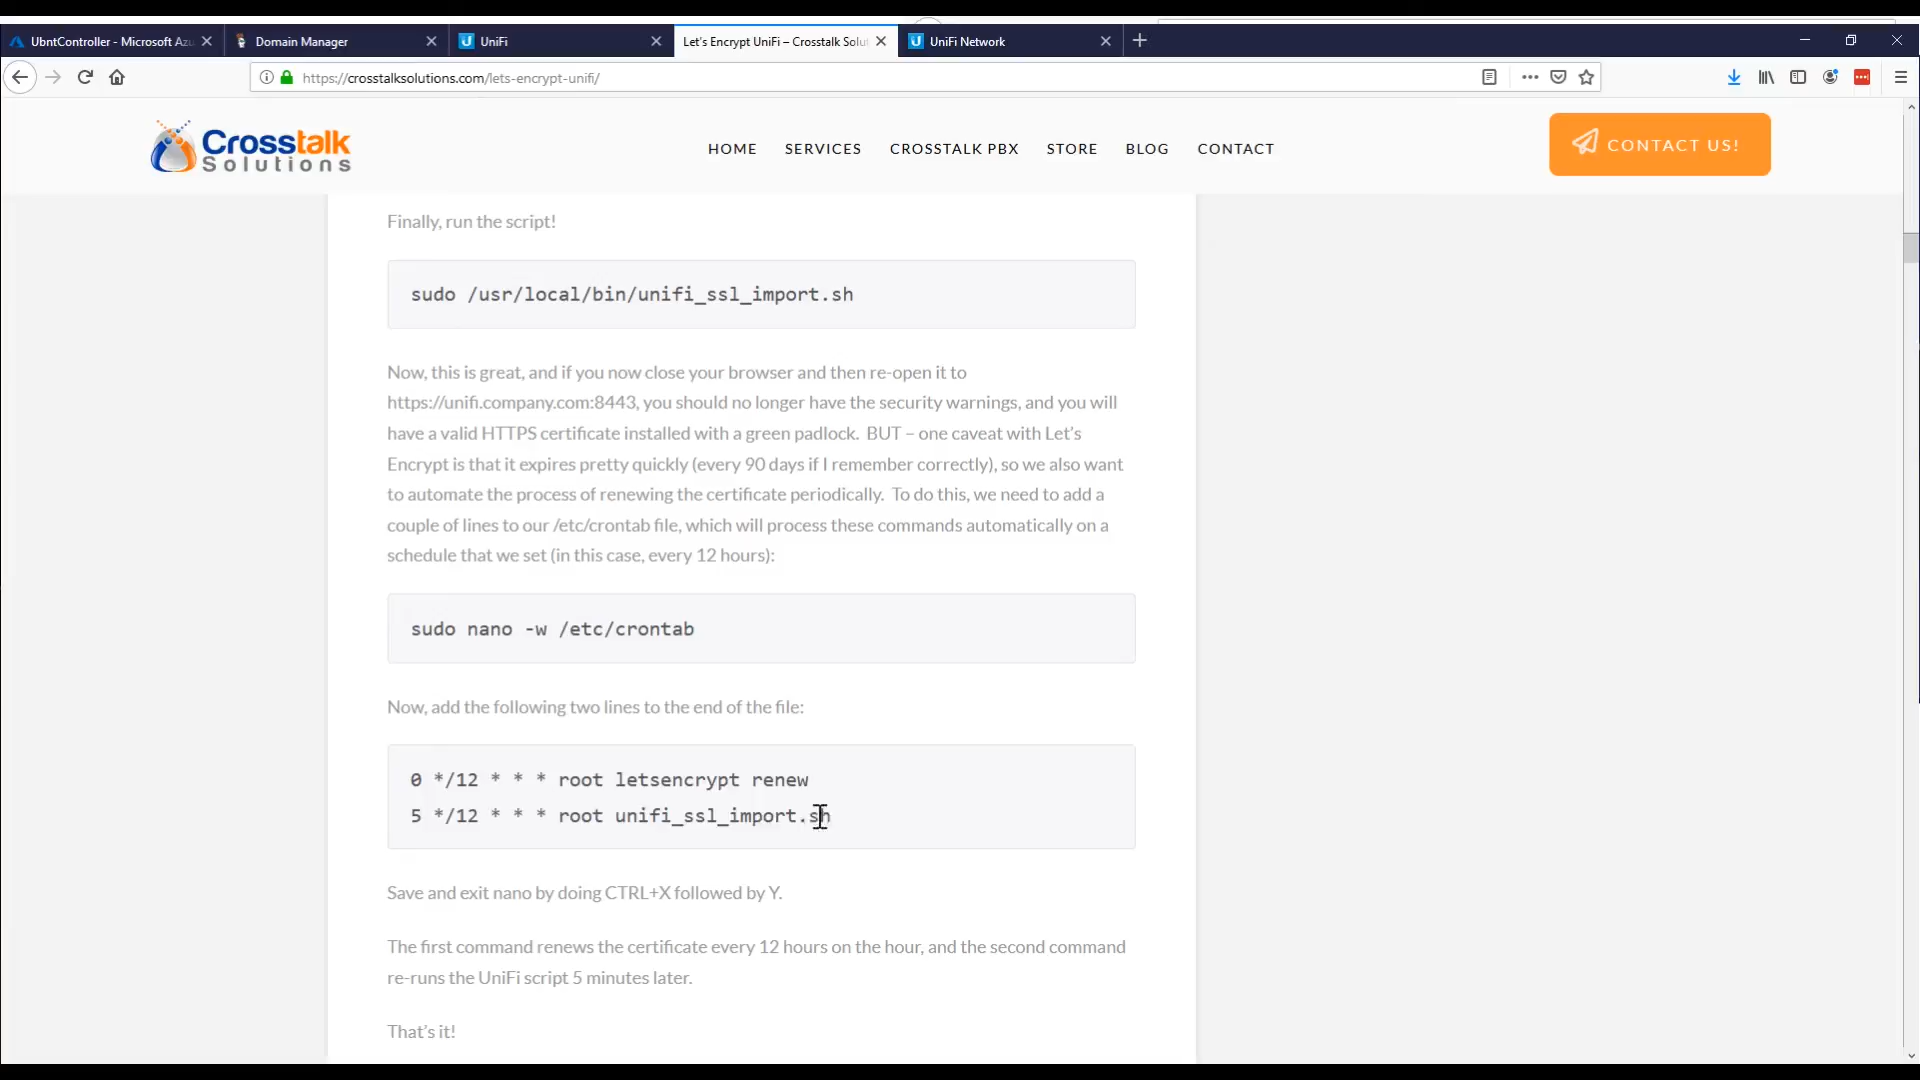 UbntController - Microsoft Azu
Domain Manager
UniFi
Let's Encrypt UniFi – Crosstalk Solut
UniFi Network
https://crosstalksolutions.com/lets-encrypt-unifi/
Crosstalk
Solutions
HOME
SERVICES
CROSSTALK PBX
STORE
BLOG
CONTACT
CONTACT US!
Finally, run the script!
sudo /usr/local/bin/unifi_ssl_import.sh
Now, this is great, and if you now close your browser and then re-open it to
https://unifi.company.com:8443, you should no longer have the security warnings, and you will
have a valid HTTPS certificate installed with a green padlock.  BUT – one caveat with Let's
Encrypt is that it expires pretty quickly (every 90 days if I remember correctly), so we also want
to automate the process of renewing the certificate periodically.  To do this, we need to add a
couple of lines to our /etc/crontab file, which will process these commands automatically on a
schedule that we set (in this case, every 12 hours):
sudo nano -w /etc/crontab
Now, add the following two lines to the end of the file:
0 */12 * * * root letsencrypt renew
5 */12 * * * root unifi_ssl_import.sh
Save and exit nano by doing CTRL+X followed by Y.
The first command renews the certificate every 12 hours on the hour, and the second command
re-runs the UniFi script 5 minutes later.
That's it!